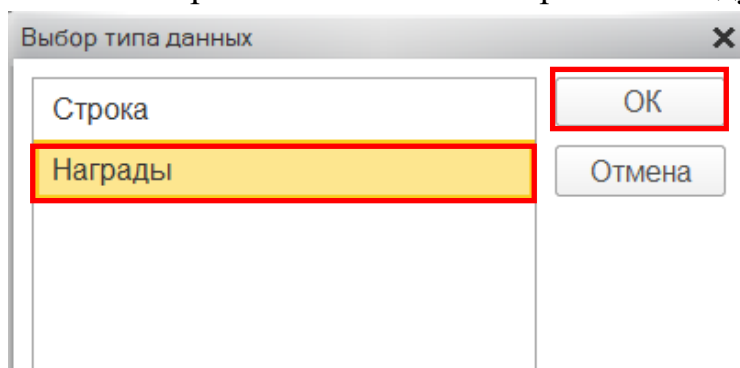 Выбор типа данных
Строка
ОК
Награды
Отмена